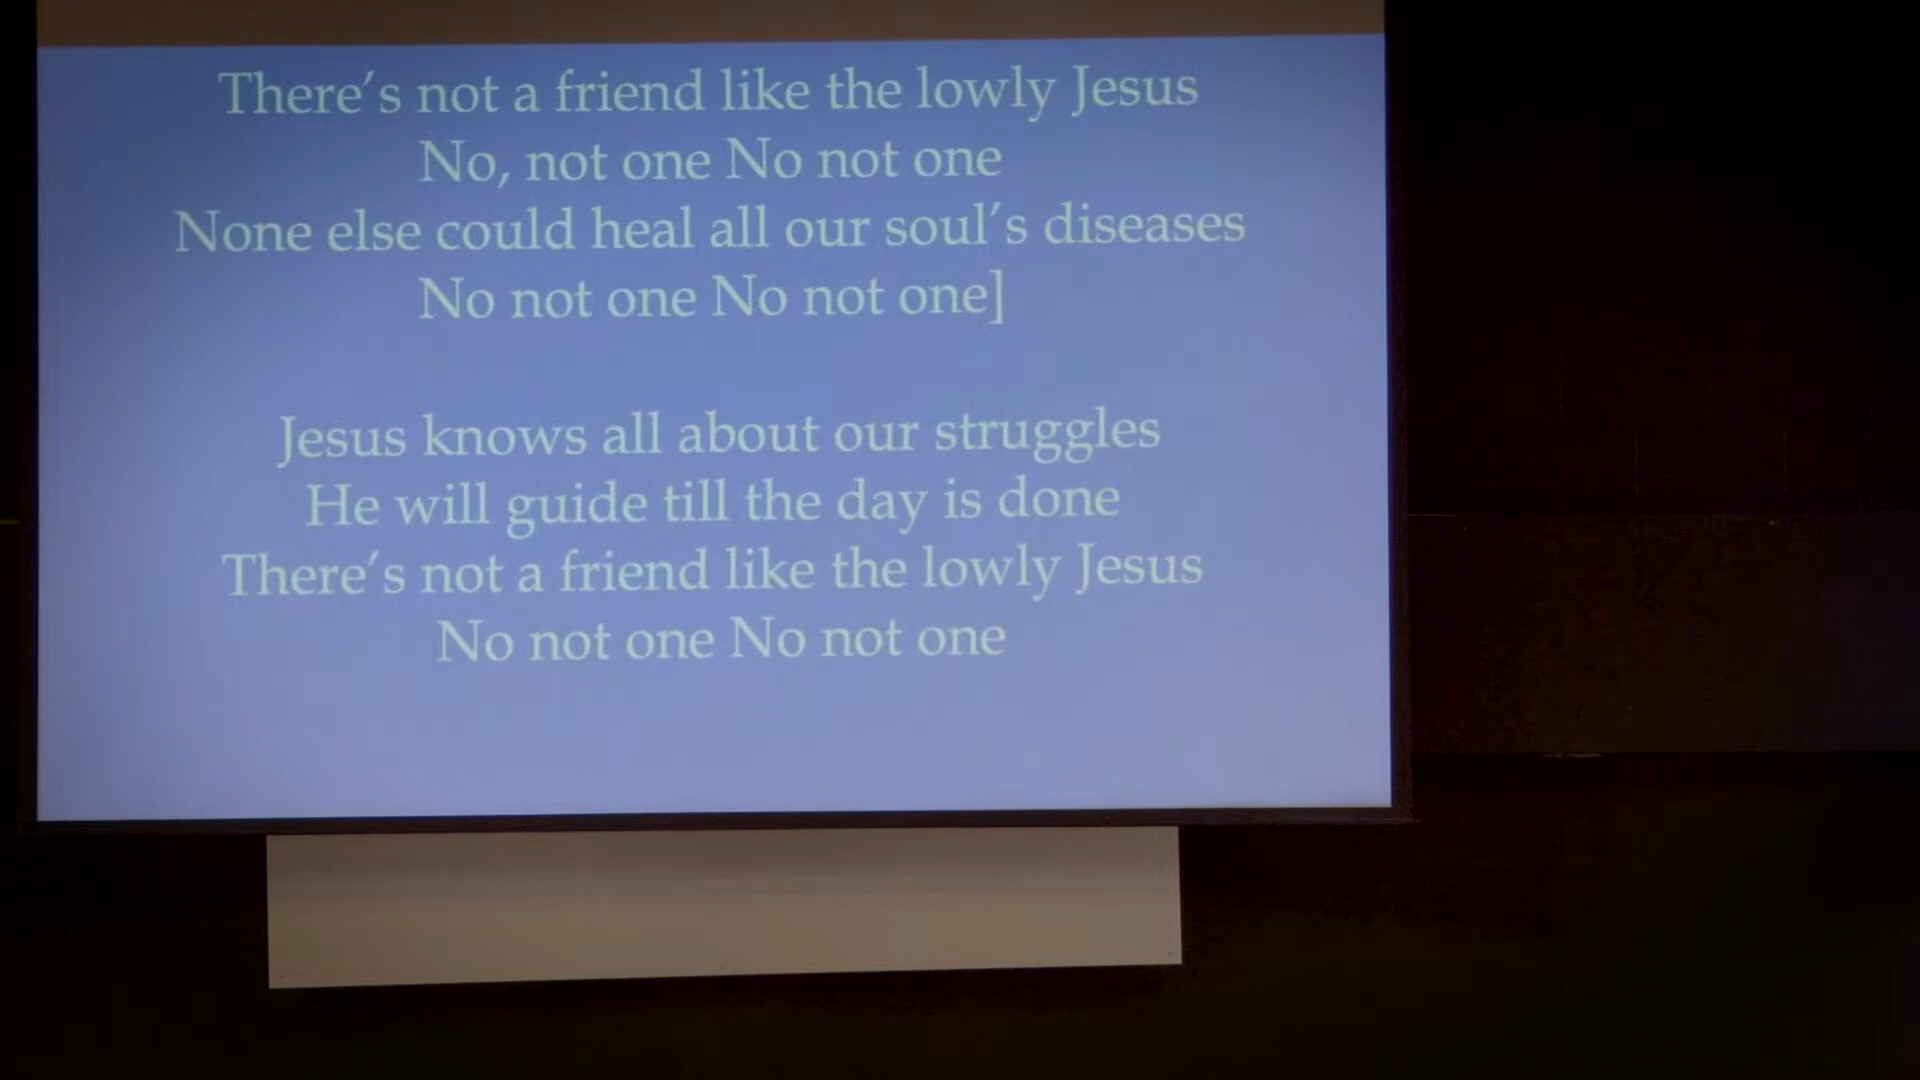 There's not a friend like the lowly Jesus
No, not one No not one
None else could heal all our soul's diseases
No not one No not one]
Jesus knows all about our struggles
He will guide till the day is done
There's not a friend like the lowly Jesus
No not one No not one